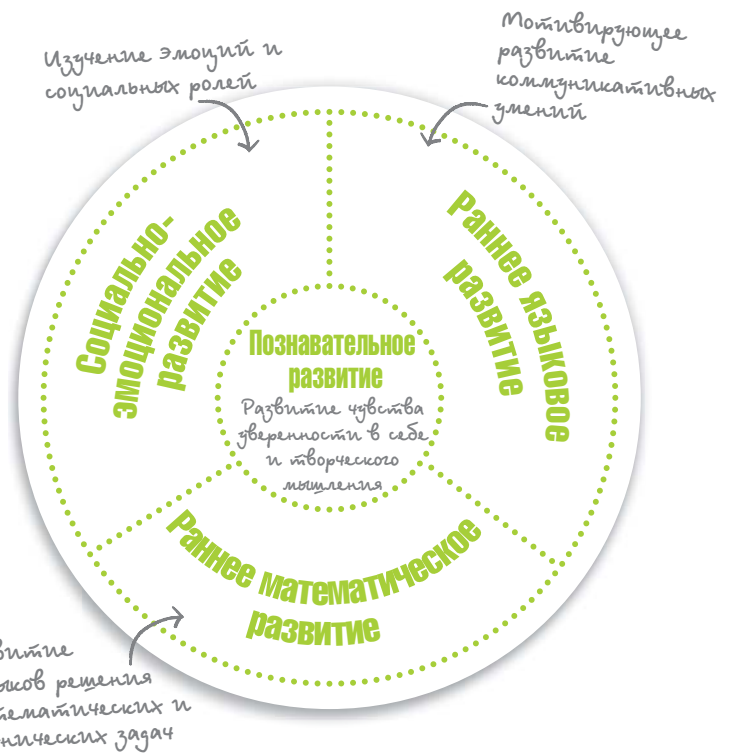 Изучение эмоций и
социальных ролей
Мотивирующее
развитие
коммуникативных
умений
Социально-
эмоциональное
развитие
Раннее языковое
развитие
Познавательное
развитие
Развитие чувства
уверенности в себе
и творческого
мышления
Раннее математическое
развитие
решения
и
задач